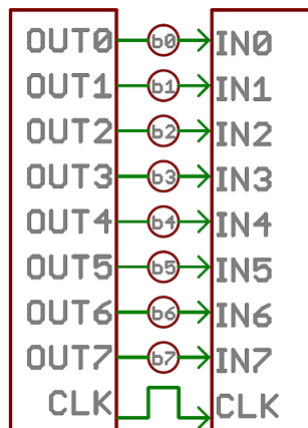 OUT0 b0 IN0
OUT1 b1 IN1
OUT2 b2 IN2
OUT3 b3 IN3
OUT4 b4 IN4
OUT5 b5 IN5
OUT6 b6 IN6
OUT7 b7 IN7
CLK CLK